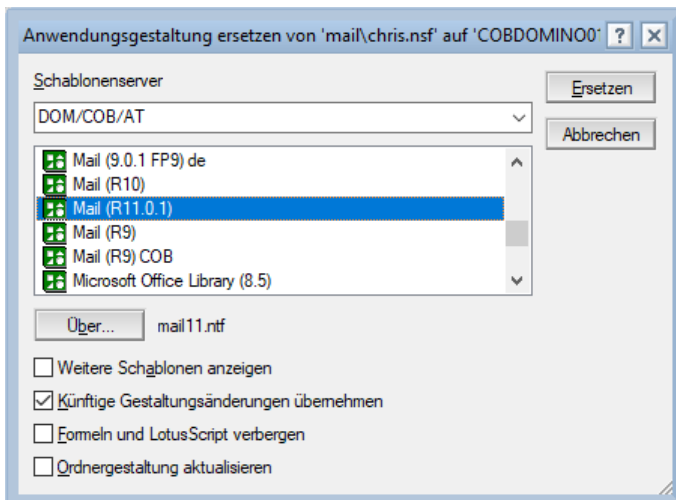 Anwendungsgestaltung ersetzen von 'mail\chris.nsf' auf 'COBDOMINO01
Schablonenserver
Ersetzen
DOM/COB/AT
Abbrechen
Mail (9.0.1 FP9) de
Mail (R10)
Mail (R11.0.1)
Mail (R9)
Mail (R9) COB
Microsoft Office Library (8.5)
Über... mail11.ntf
Weitere Schablonen anzeigen
Künftige Gestaltungsänderungen übernehmen
Formeln und LotusScript verbergen
Ordnergestaltung aktualisieren